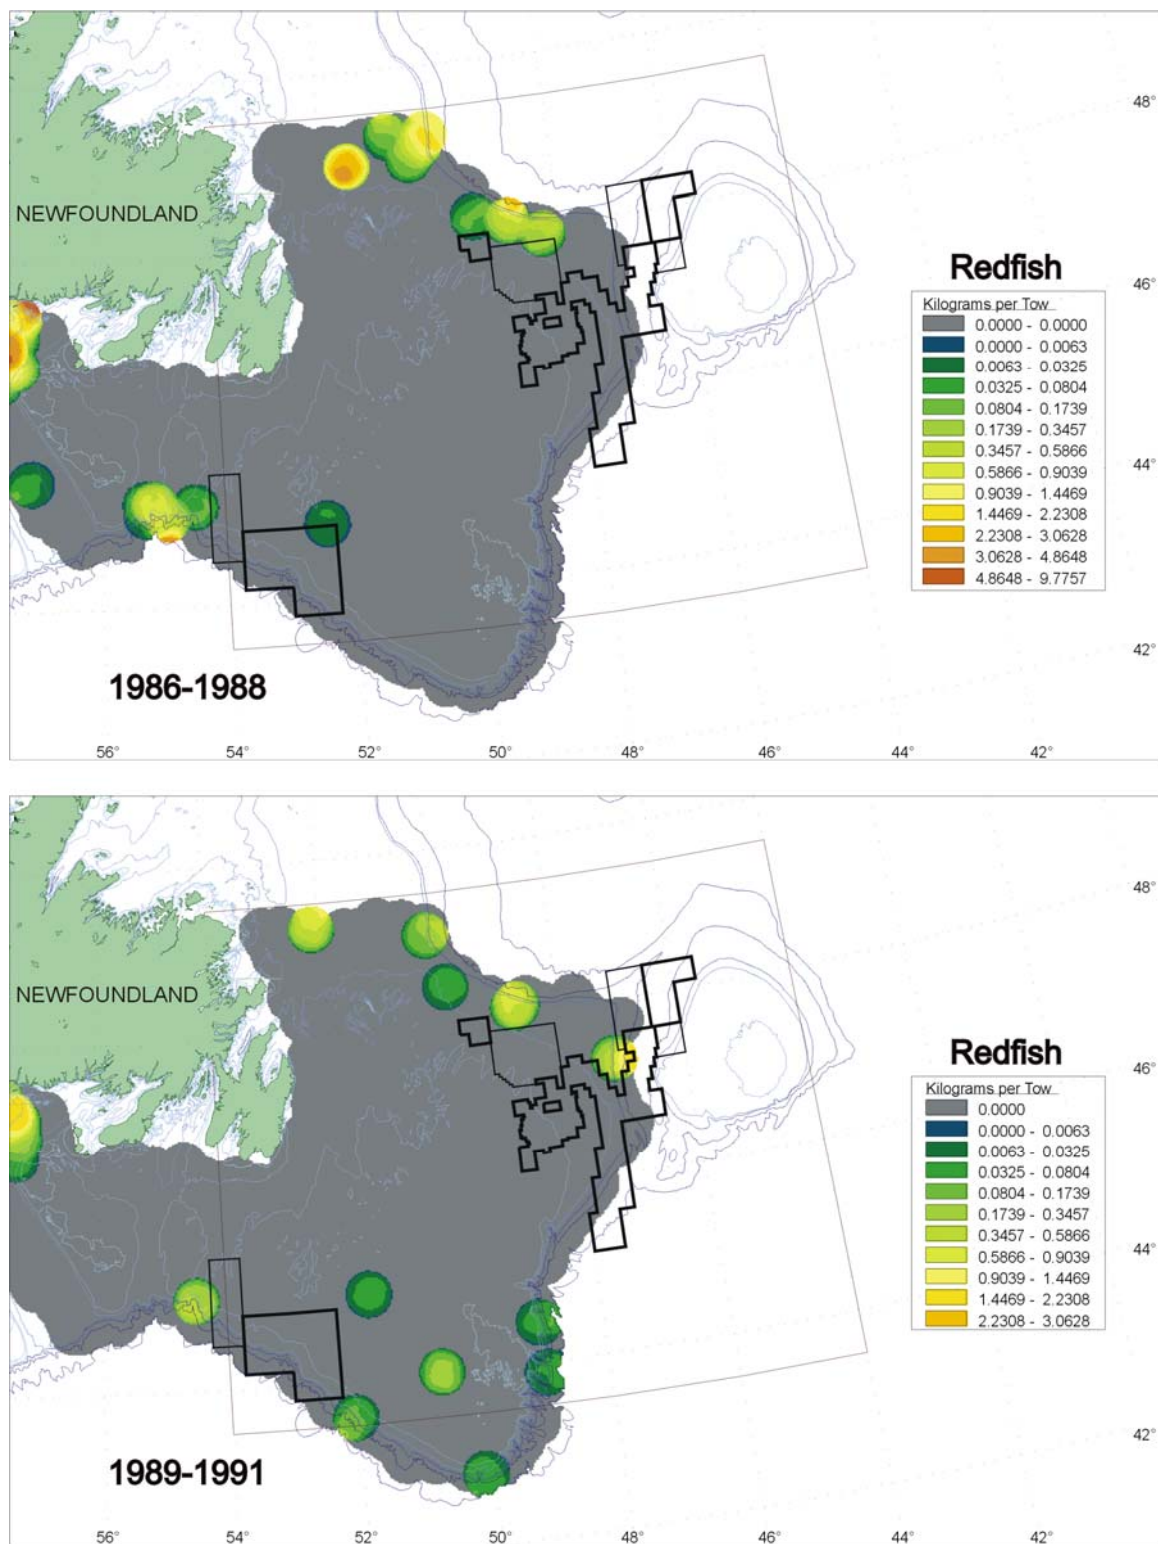 48°
NEWFOUNDLAND
46°
Redfish
Kilograms per Tow
0.0000 - 0.0000
0.0000 - 0.0063
0.0063 - 0.0325
0.0325 - 0.0804
0.0804 - 0.1739
0.1739 - 0.3457
0.3457 - 0.5866
0.5866 - 0.9039
0.9039 - 1.4469
1.4469 - 2.2308
2.2308 - 3.0628
3.0628 - 4.8648
4.8648 - 9.7757
44°
42°
1986-1988
56° 54° 52° 50° 48° 46° 44° 42°
48°
NEWFOUNDLAND
46°
Redfish
Kilograms per Tow
0.0000
0.0000 - 0.0063
0.0063 - 0.0325
0.0325 - 0.0804
0.0804 - 0.1739
0.1739 - 0.3457
0.3457 - 0.5866
0.5866 - 0.9039
0.9039 - 1.4469
1.4469 - 2.2308
2.2308 - 3.0628
44°
42°
1989-1991
56° 54° 52° 50° 48° 46° 44° 42°